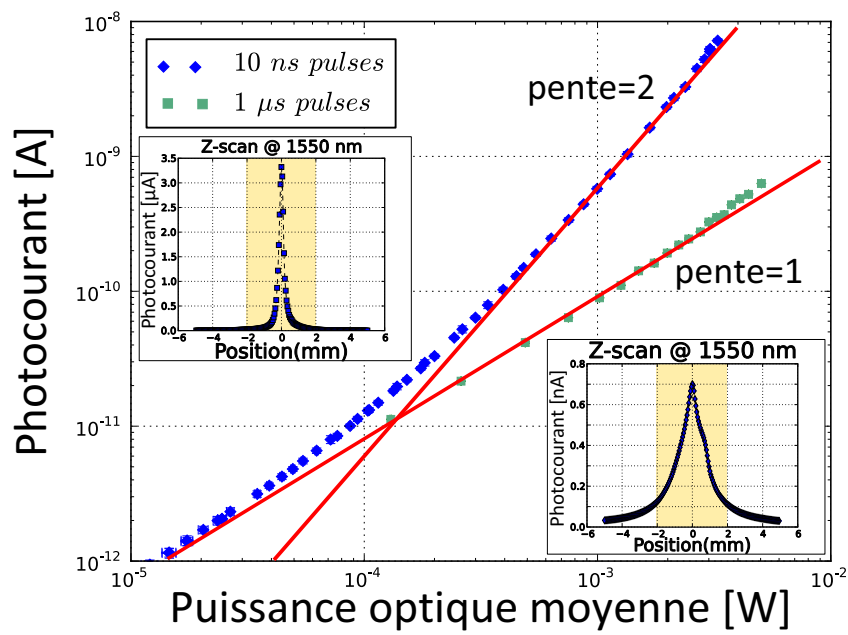 10⁻⁸
10 ns pulses
1 μs pulses
pente=2
10⁻⁹
Z-scan @ 1550 nm
3.5
3.0
2.5
2.0
1.5
1.0
0.5
0.0
−6 −4 −2 0 2 4 6
Photocourant [μA]
Position(mm)
pente=1
10⁻¹⁰
Z-scan @ 1550 nm
0.8
0.7
0.6
0.4
0.3
0.2
0.1
0.0
−6 −4 −2 0 2 4 6
Photocourant [nA]
Position(mm)
10⁻¹¹
10⁻¹²
Photocourant [A]
10⁻⁵ 10⁻⁴ 10⁻³ 10⁻²
Puissance optique moyenne [W]